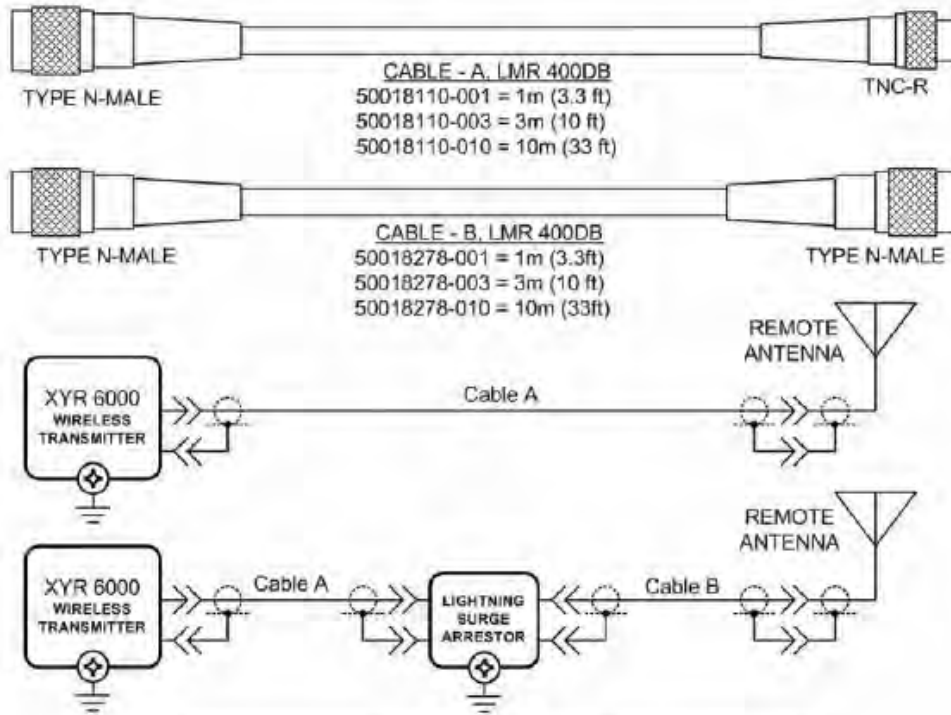 CABLE - A, LMR 400DB
TYPE N-MALE
TNC-R
50018110-001 = 1m (3.3 ft)
50018110-003 = 3m (10 ft)
50018110-010 = 10m (33 ft)
CABLE - B, LMR 400DB
TYPE N-MALE
TYPE N-MALE
50018278-001 = 1m (3.3ft)
50018278-003 = 3m (10 ft)
50018278-010 = 10m (33ft)
REMOTE
ANTENNA
XYR 6000
WIRELESS
TRANSMITTER
Cable A
REMOTE
ANTENNA
XYR 6000
WIRELESS
TRANSMITTER
Cable A
LIGHTNING
SURGE
ARRESTOR
Cable B